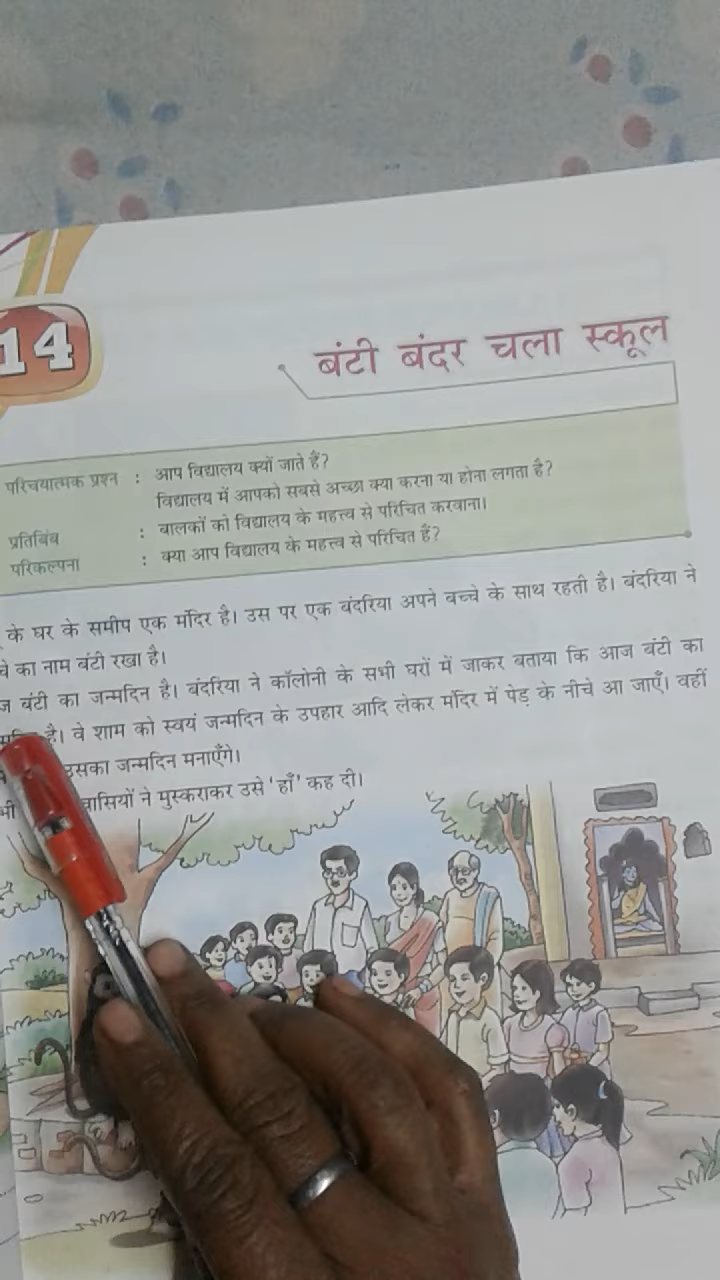 14
बंटी बंदर चला स्कूल
परिचयात्मक प्रश्न : आप विद्यालय क्यों जाते हैं?
विद्यालय में आपको सबसे अच्छा क्या करना या होना लगता है?
प्रतिबिंब : बालकों को विद्यालय के महत्त्व से परिचित करवाना।
परिकल्पना : क्या आप विद्यालय के महत्त्व से परिचित हैं?
के घर के समीप एक मंदिर है। उस पर एक बंदरिया अपने बच्चे के साथ रहती है। बंदरिया ने
का नाम बंटी रखा है।
बंटी का जन्मदिन है। बंदरिया ने कॉलोनी के सभी घरों में जाकर बताया कि आज बंटी का
है। वे शाम को स्वयं जन्मदिन के उपहार आदि लेकर मंदिर में पेड़ के नीचे आ जाएँ। वहीं
उसका जन्मदिन मनाएँगे।
वासियों ने मुस्कराकर उसे 'हाँ' कह दी।